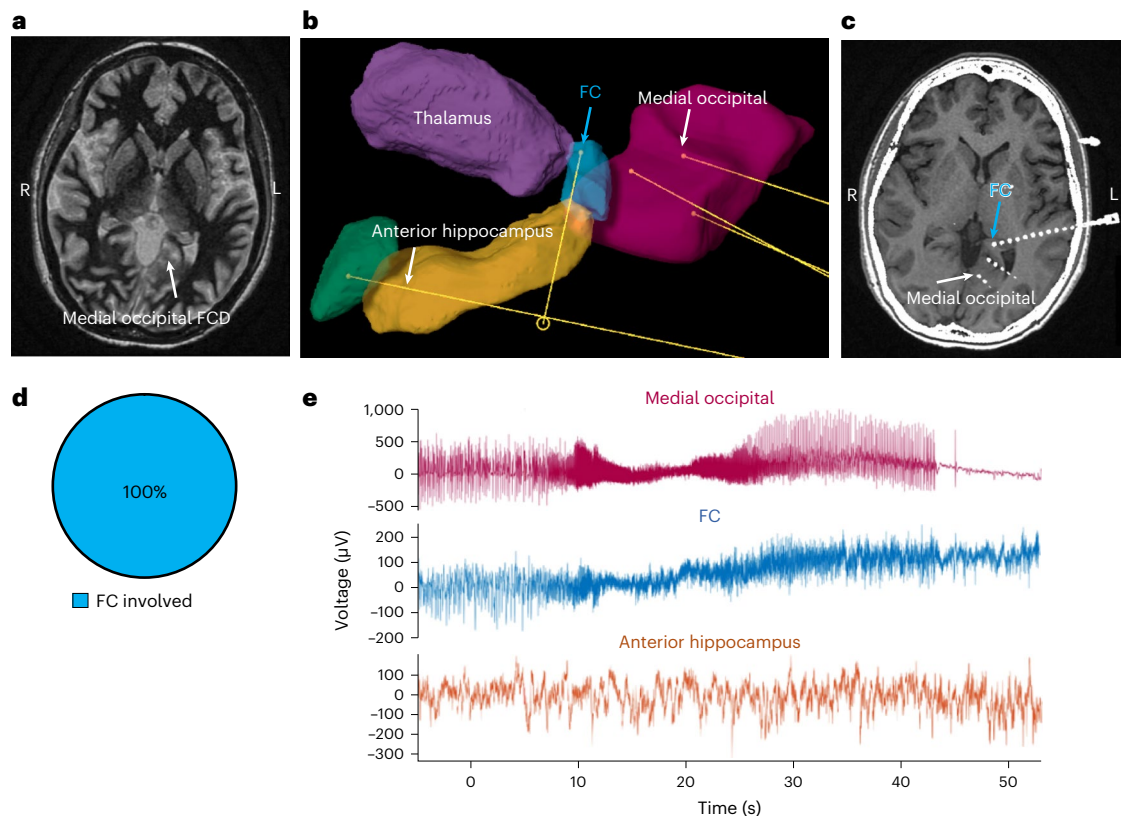 a
R
L
Medial occipital FCD
b
Thalamus
FC
Medial occipital
Anterior hippocampus
c
R
FC
L
Medial occipital
d
100%
FC involved
e
Medial occipital
1,000
500
0
–500
FC
Voltage (µV)
200
100
0
–100
–200
Anterior hippocampus
100
0
–100
–200
–300
0 10 20 30 40 50
Time (s)